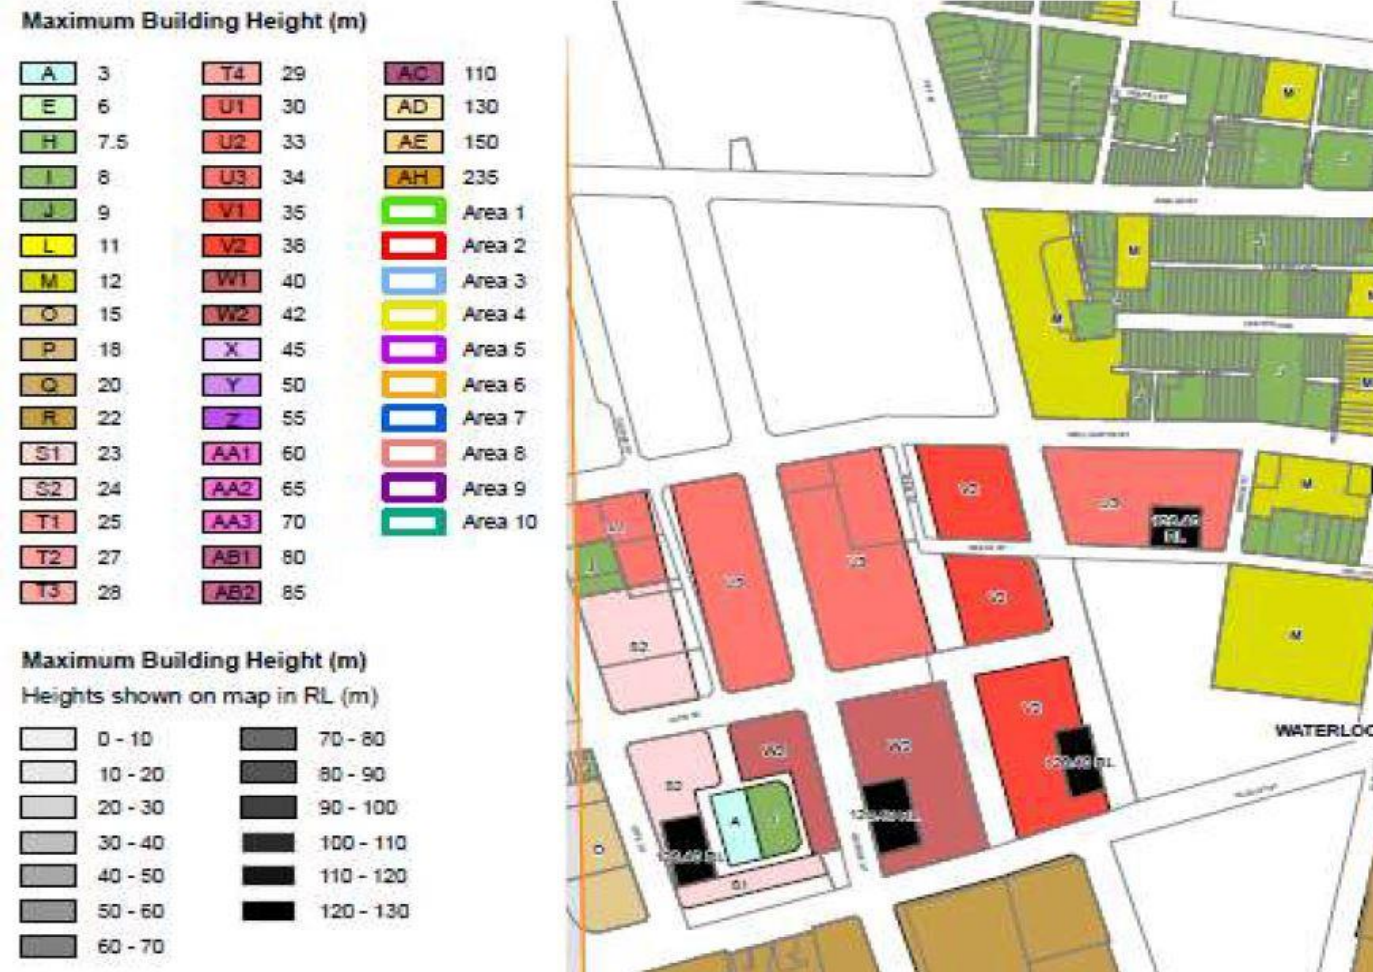 Maximum Building Height (m)
A 3
E 6
H 7.5
I 8
J 9
L 11
M 12
O 15
P 18
Q 20
R 22
S1 23
S2 24
T1 25
T2 27
T3 28
T4 29
U1 30
U2 33
U3 34
V1 35
V2 38
W1 40
W2 42
X 45
Y 50
Z 55
AA1 60
AA2 65
AA3 70
AB1 80
AB2 85
AC 110
AD 130
AE 150
AH 235
Area 1
Area 2
Area 3
Area 4
Area 5
Area 6
Area 7
Area 8
Area 9
Area 10
Maximum Building Height (m)
Heights shown on map in RL (m)
0 - 10
10 - 20
20 - 30
30 - 40
40 - 50
50 - 60
60 - 70
70 - 80
80 - 90
90 - 100
100 - 110
110 - 120
120 - 130
M
J
J
M
J
M
M
J
M
V2
U3
M
RL
J
S2
V2
M
V2
WATERLOO
W2
W2
S2
A
J
RL
O
S1